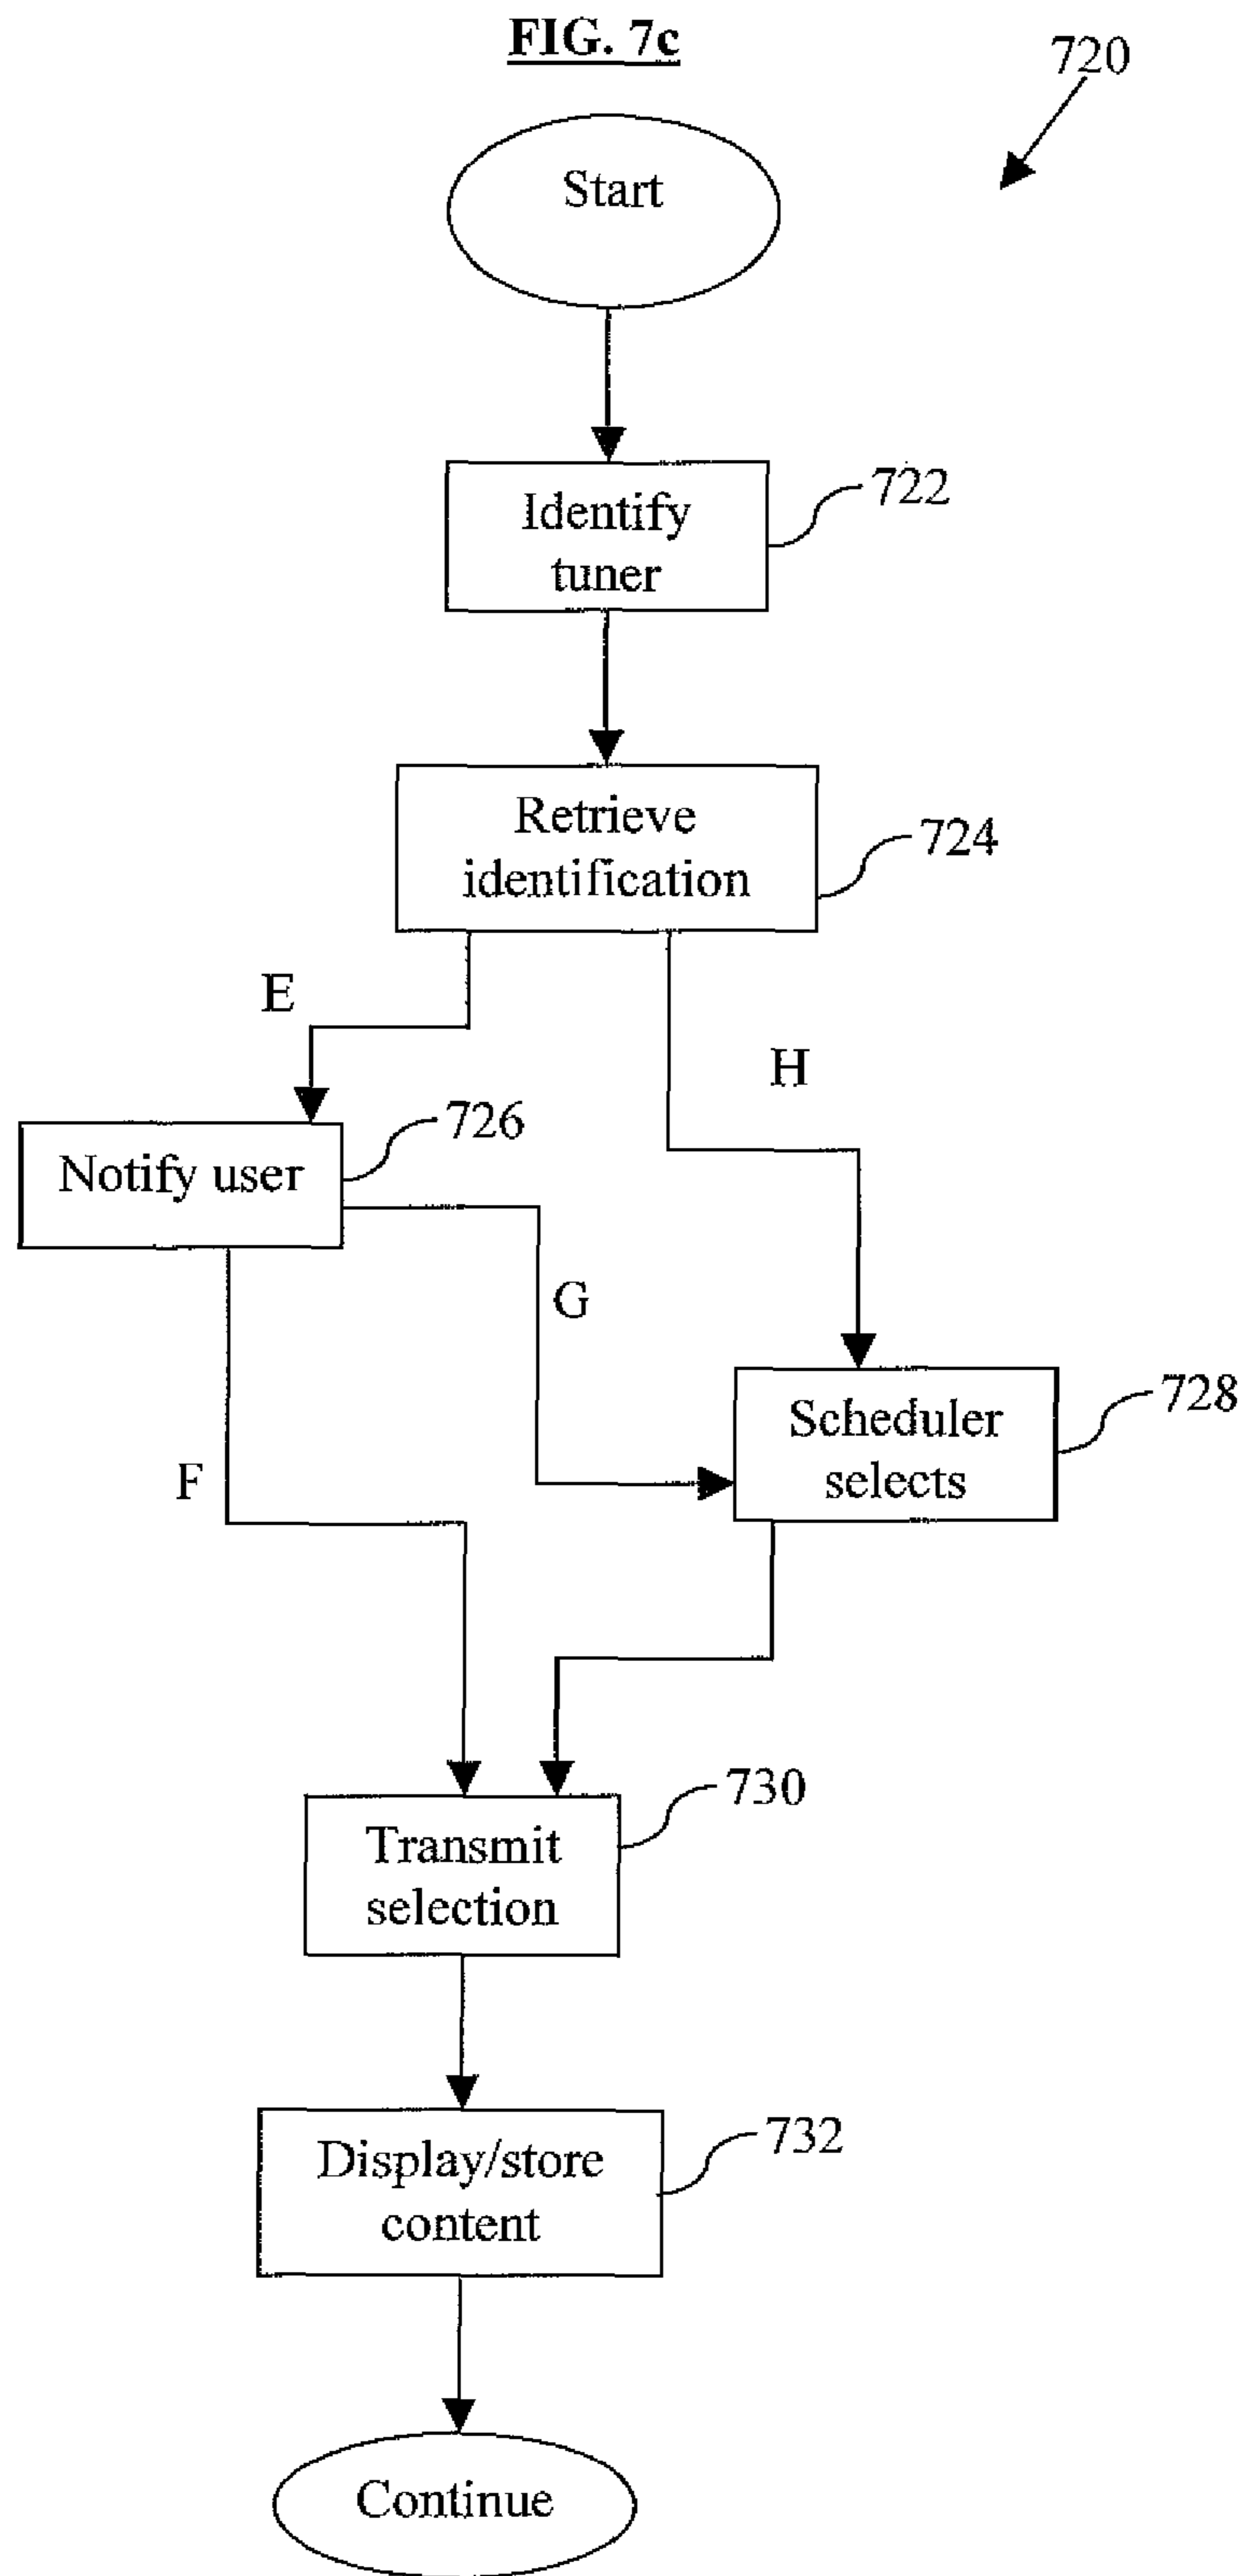 FIG. 7c
720
Start
Identify
tuner
722
Retrieve
identification
724
E
H
Notify user
726
G
F
Scheduler
selects
728
Transmit
selection
730
Display/store
content
732
Continue